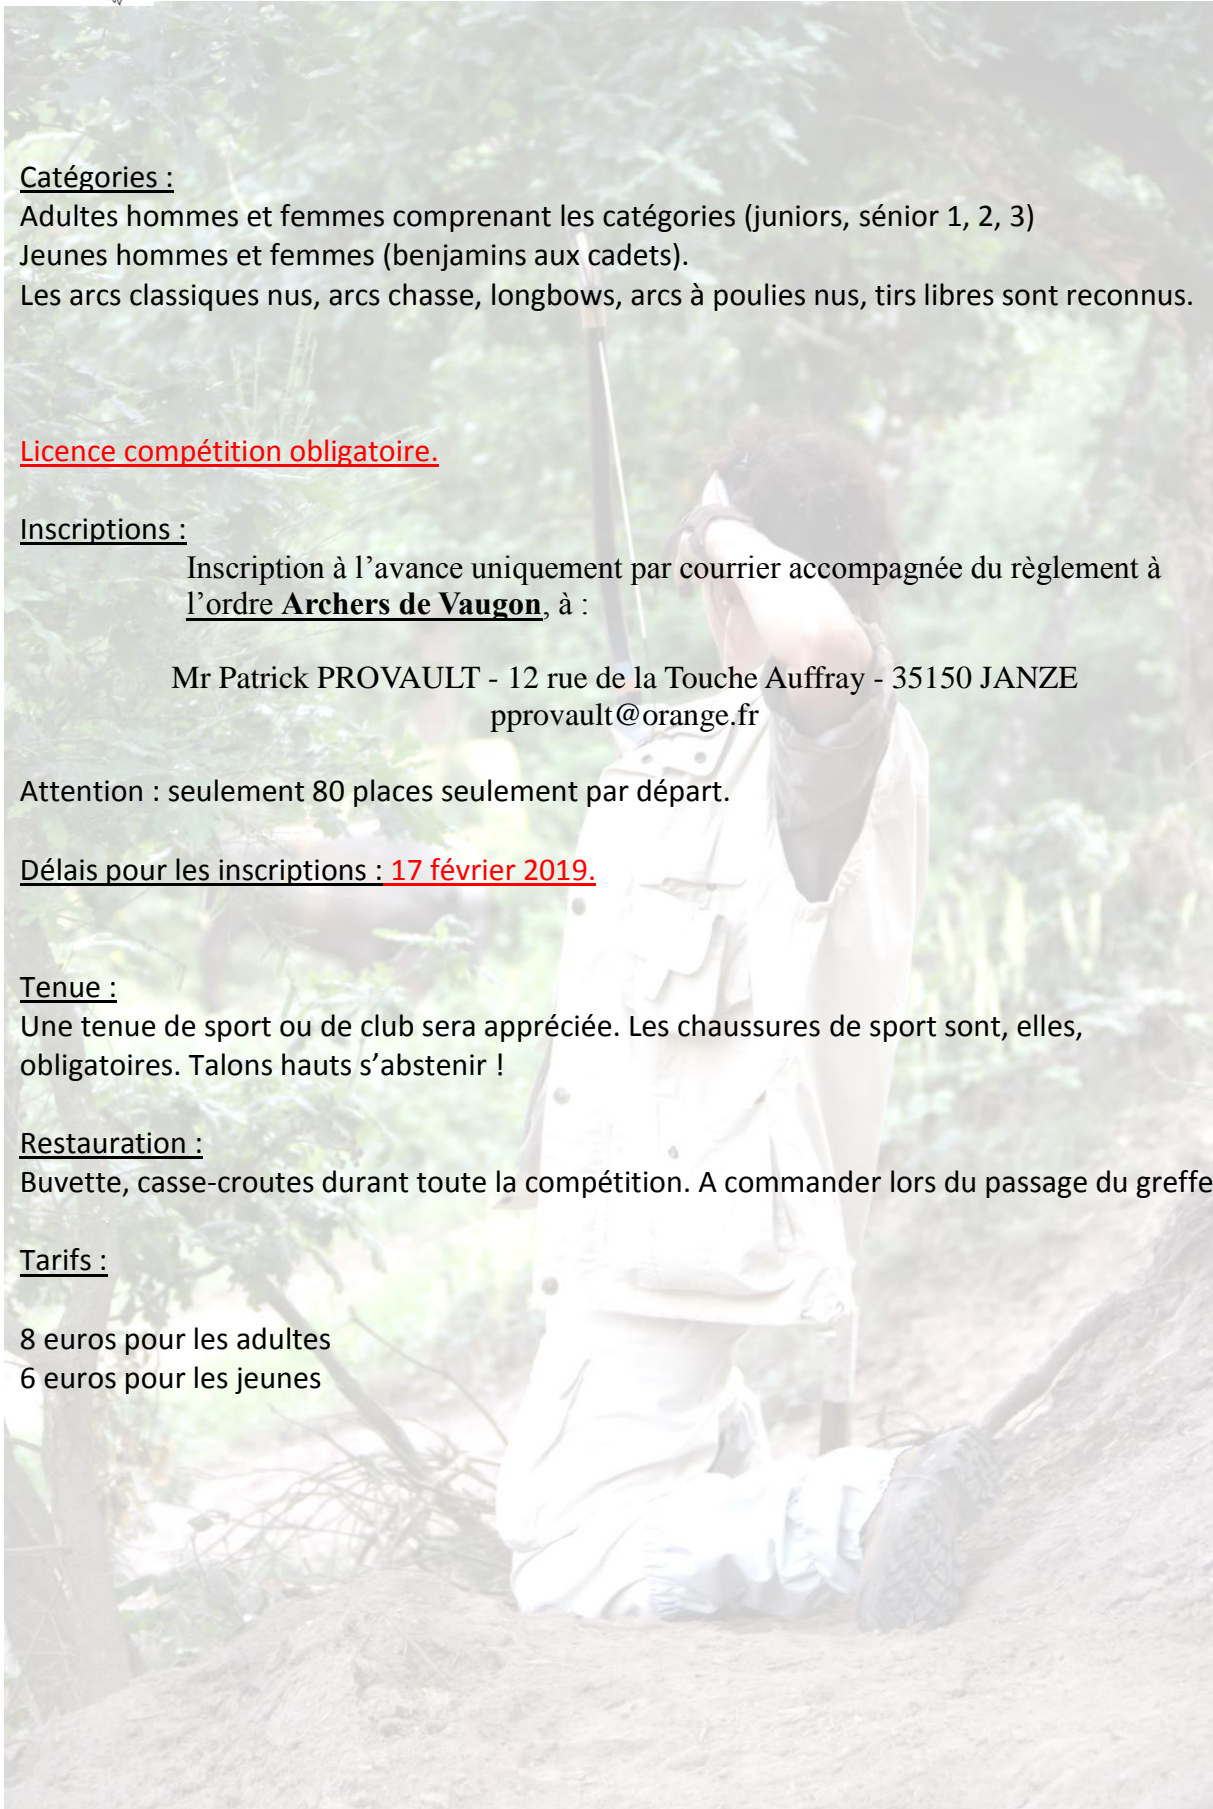 Catégories :
Adultes hommes et femmes comprenant les catégories (juniors, sénior 1, 2, 3)
Jeunes hommes et femmes (benjamins aux cadets).
Les arcs classiques nus, arcs chasse, longbows, arcs à poulies nus, tirs libres sont reconnus.
Licence compétition obligatoire.
Inscriptions :
Inscription à l’avance uniquement par courrier accompagnée du règlement à
l’ordre Archers de Vaugon, à :
Mr Patrick PROVAULT - 12 rue de la Touche Auffray - 35150 JANZE
pprovault@orange.fr
Attention : seulement 80 places seulement par départ.
Délais pour les inscriptions : 17 février 2019.
Tenue :
Une tenue de sport ou de club sera appréciée. Les chaussures de sport sont, elles,
obligatoires. Talons hauts s’abstenir !
Restauration :
Buvette, casse-croutes durant toute la compétition. A commander lors du passage du greffe
Tarifs :
8 euros pour les adultes
6 euros pour les jeunes